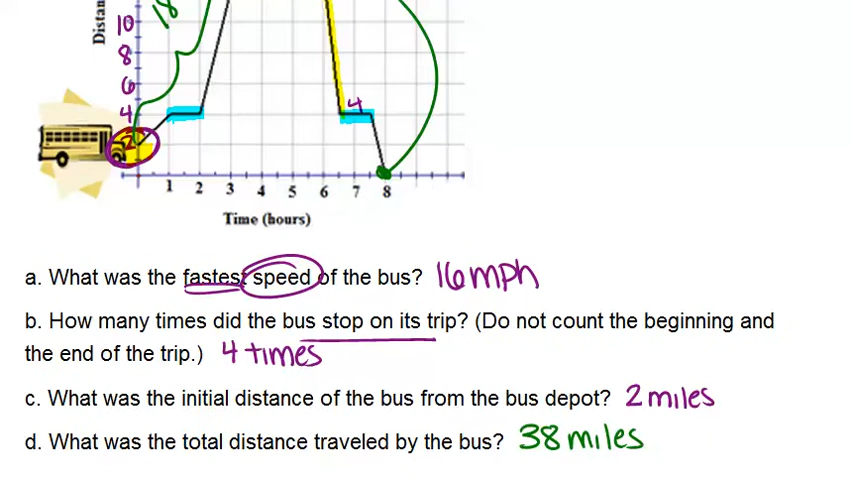 Distan
18
10
8
6
4
2
4
1 2 3 4 5 6 7 8
Time (hours)
a. What was the fastest speed of the bus? 16mph
b. How many times did the bus stop on its trip? (Do not count the beginning and
the end of the trip.) 4 times
c. What was the initial distance of the bus from the bus depot? 2 miles
d. What was the total distance traveled by the bus? 38 miles